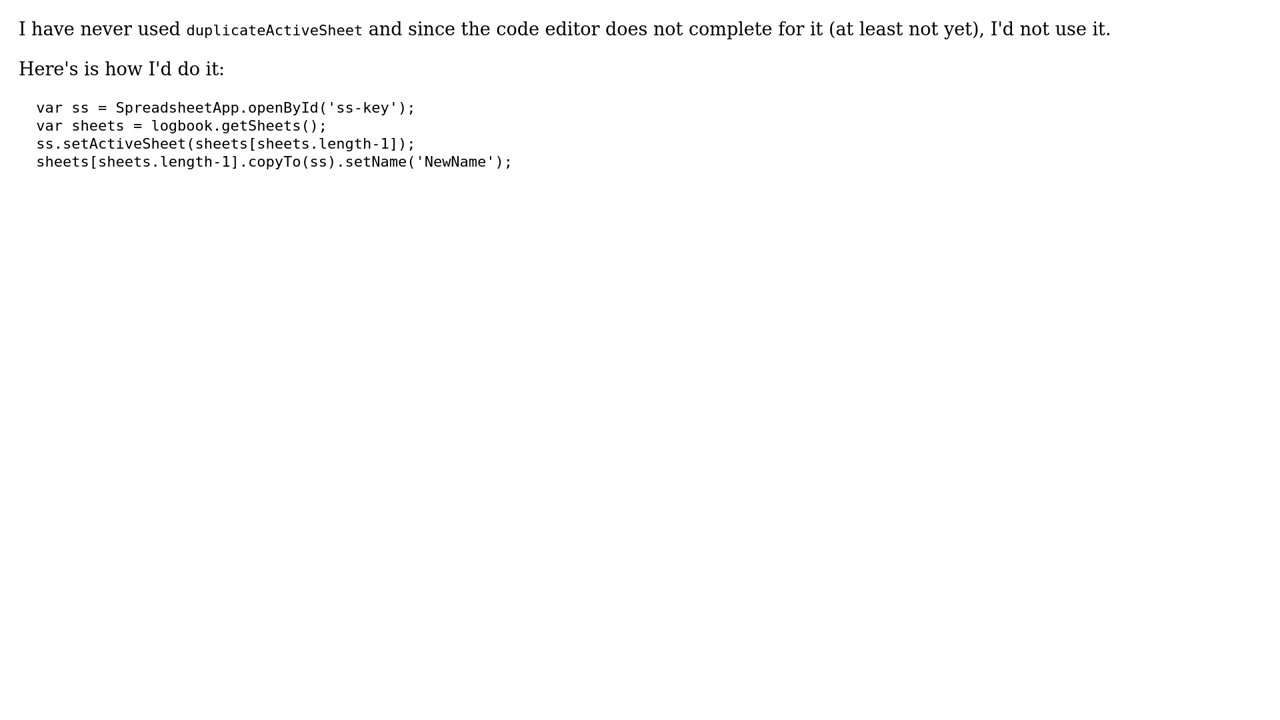 I have never used duplicateActiveSheet and since the code editor does not complete for it (at least not yet), I'd not use it.
Here's is how I'd do it:
var ss = SpreadsheetApp.openById('ss-key');
var sheets = logbook.getSheets();
ss.setActiveSheet(sheets[sheets.length-1]);
sheets[sheets.length-1].copyTo(ss).setName('NewName');